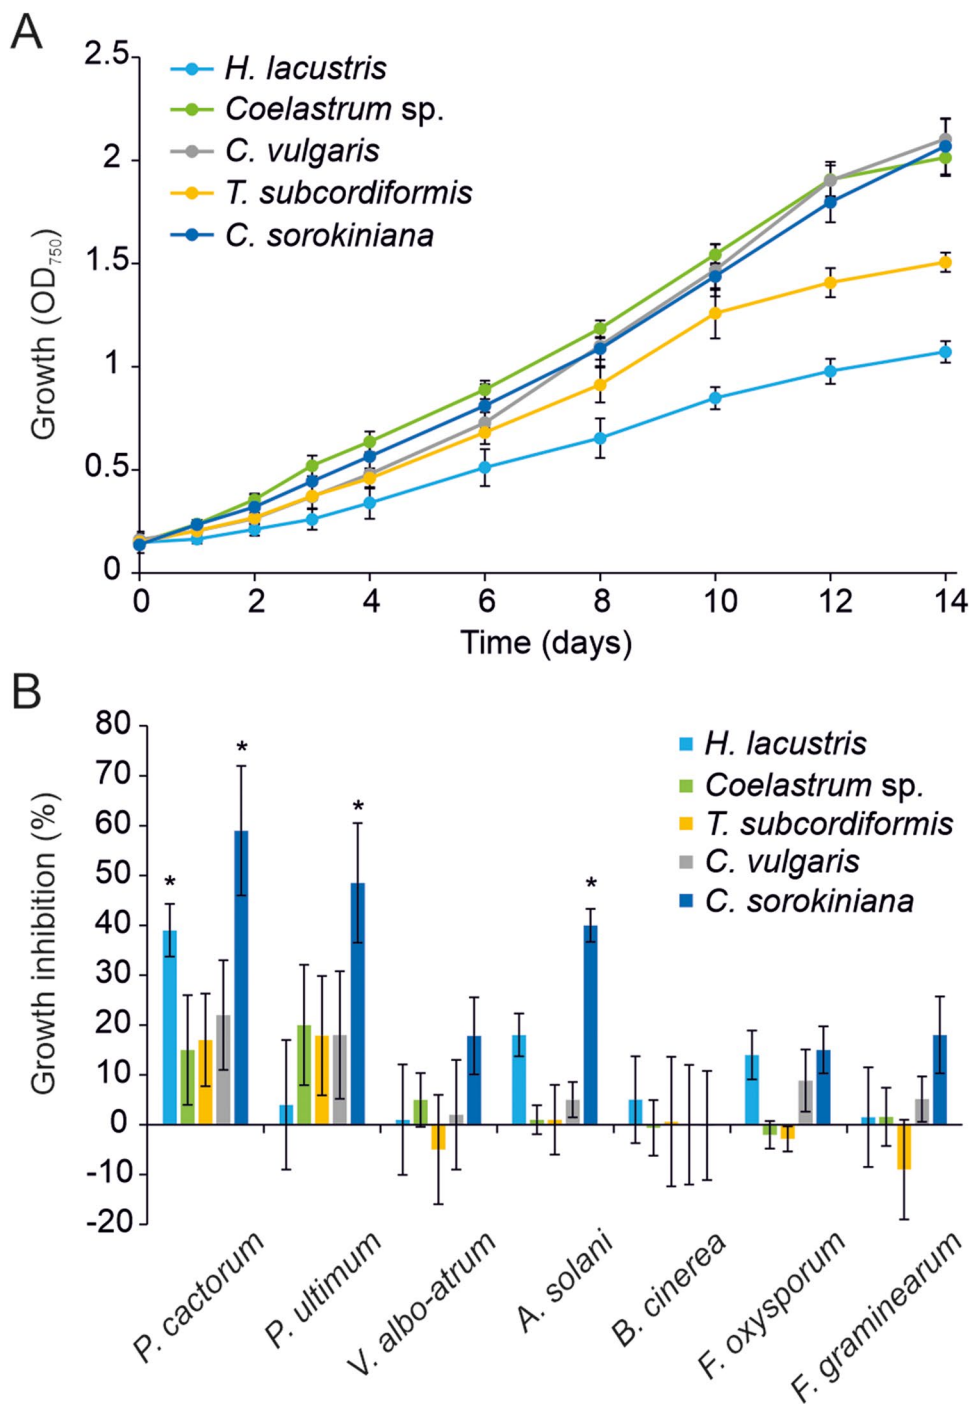 A
2.5
2
1.5
1
0.5
0
Growth (OD750)
H. lacustris
Coelastrum sp.
C. vulgaris
T. subcordiformis
C. sorokiniana
0 2 4 6 8 10 12 14
Time (days)
B
80
70
60
50
40
30
20
10
0
-10
-20
Growth inhibition (%)
* * * *
H. lacustris
Coelastrum sp.
T. subcordiformis
C. vulgaris
C. sorokiniana
P. cactorum
P. ultimum
V. albo-atrum
A. solani
B. cinerea
F. oxysporum
F. graminearum